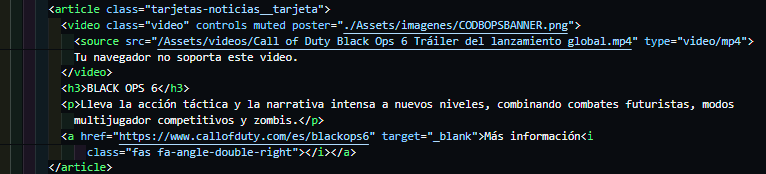 <article class="tarjetas-noticias__tarjeta">
<video class="video" controls muted poster="./Assets/imagenes/CODBOPSBANNER.png">
<source src="/Assets/videos/Call of Duty Black Ops 6 Tráiler del lanzamiento global.mp4" type="video/mp4">
Tu navegador no soporta este video.
</video>
<h3>BLACK OPS 6</h3>
<p>Lleva la acción táctica y la narrativa intensa a nuevos niveles, combinando combates futuristas, modos
multijugador competitivos y zombis.</p>
<a href="https://www.callofduty.com/es/blackops6" target="_blank">Más información<i
class="fas fa-angle-double-right"></i></a>
</article>